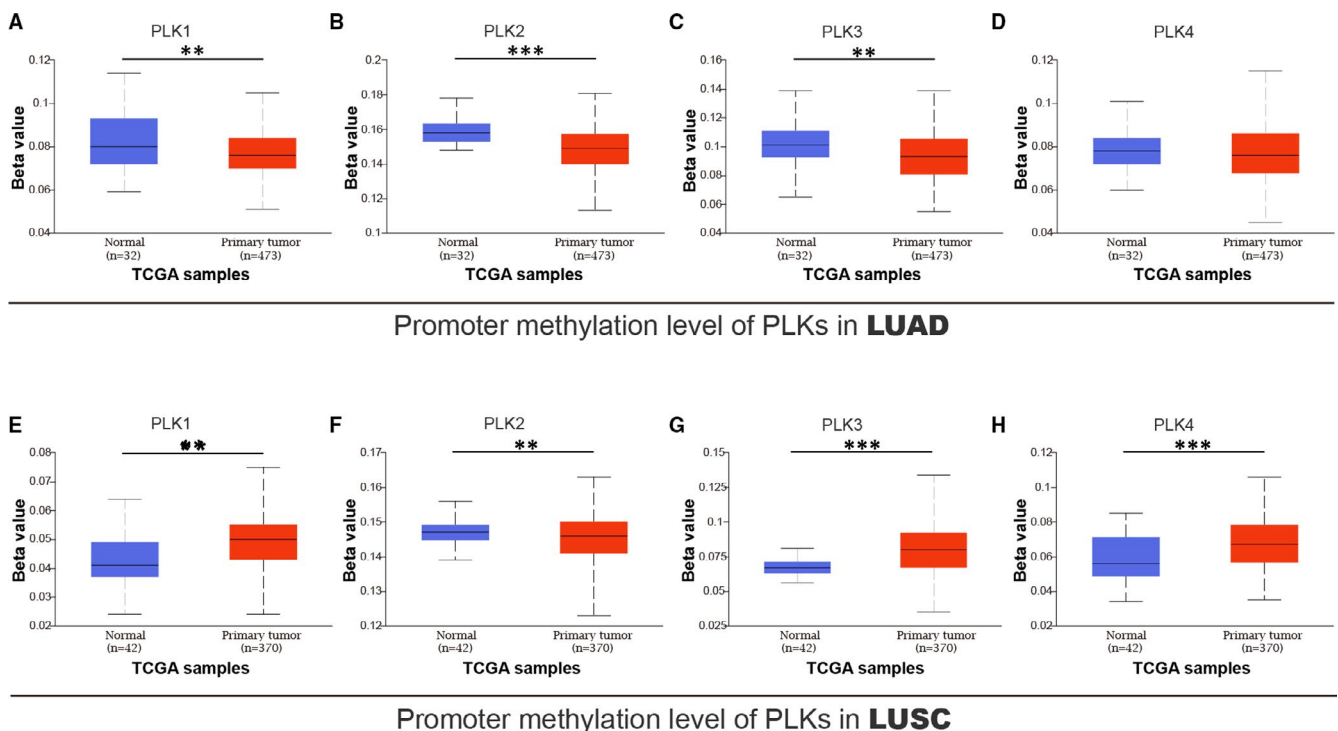 A PLK1 B PLK2 C PLK3 D PLK4
** *** **
Beta value Beta value Beta value Beta value
0.12 0.1 0.08 0.06 0.04
0.2 0.18 0.16 0.14 0.12 0.1
0.16 0.14 0.12 0.1 0.08 0.06 0.04
0.12 0.1 0.08 0.06 0.04
Normal Primary tumor Normal Primary tumor Normal Primary tumor Normal Primary tumor
(n=32) (n=473) (n=32) (n=473) (n=32) (n=473) (n=32) (n=473)
TCGA samples TCGA samples TCGA samples TCGA samples
Promoter methylation level of PLKs in LUAD
E PLK1 F PLK2 G PLK3 H PLK4
** ** *** ***
Beta value Beta value Beta value Beta value
0.08 0.07 0.06 0.05 0.04 0.03 0.02
0.17 0.16 0.15 0.14 0.13 0.12
0.15 0.125 0.1 0.075 0.05 0.025
0.12 0.1 0.08 0.06 0.04 0.02
Normal Primary tumor Normal Primary tumor Normal Primary tumor Normal Primary tumor
(n=42) (n=370) (n=42) (n=370) (n=42) (n=370) (n=42) (n=370)
TCGA samples TCGA samples TCGA samples TCGA samples
Promoter methylation level of PLKs in LUSC